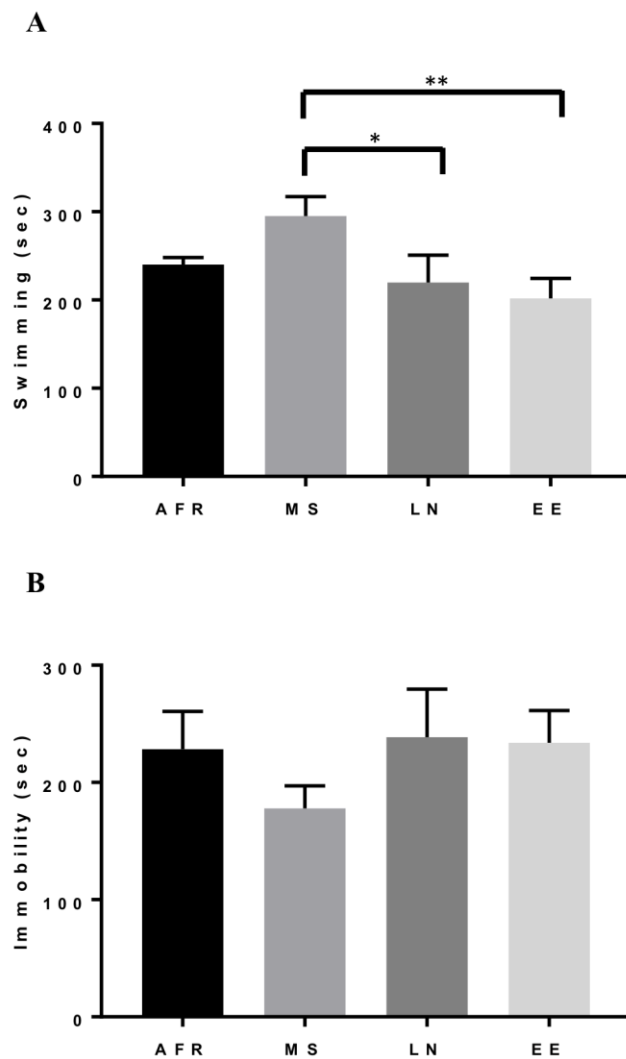 A
**
*
400
300
200
100
0
Swimming (sec)
AFR MS LN EE
B
300
200
100
0
Immobility (sec)
AFR MS LN EE